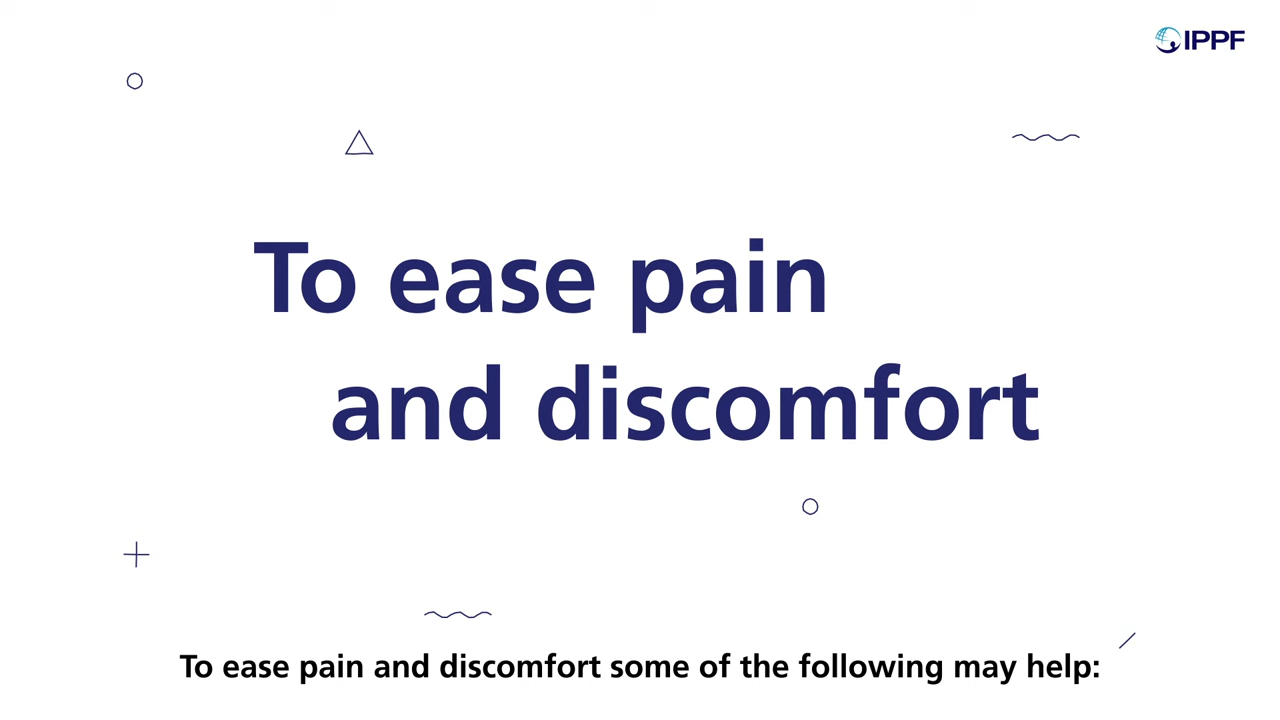 IPPF
To ease pain
and discomfort
To ease pain and discomfort some of the following may help: